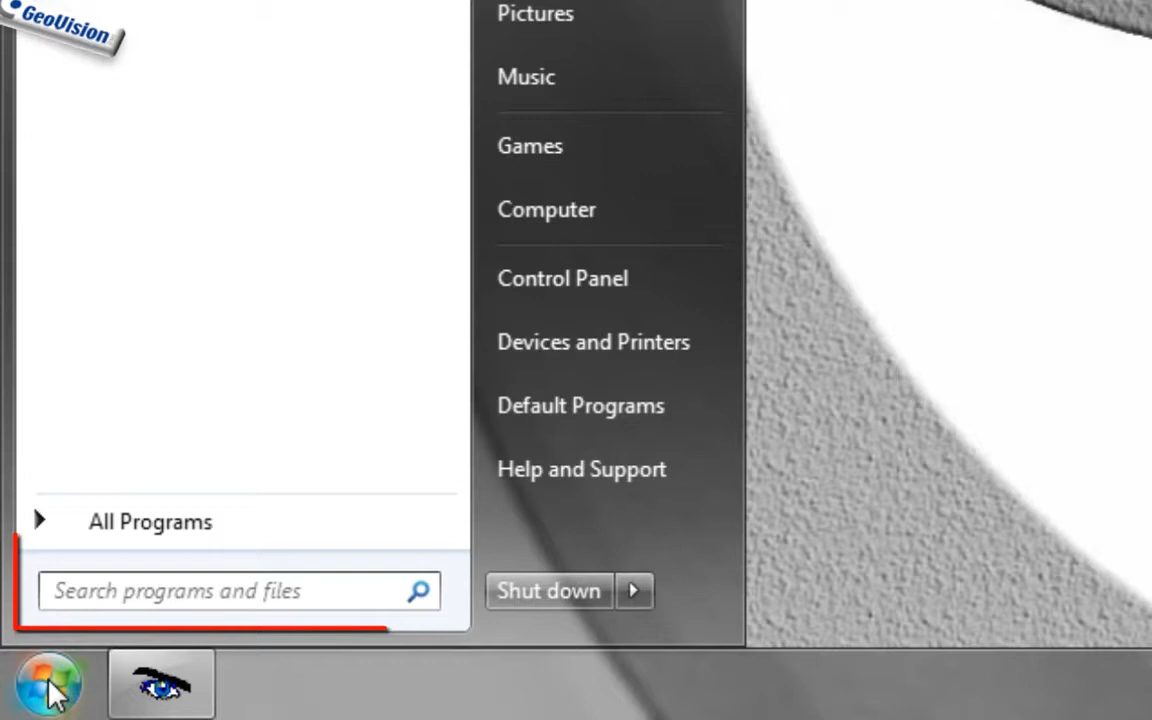 GeoVision
Pictures
Music
Games
Computer
Control Panel
Devices and Printers
Default Programs
Help and Support
All Programs
Search programs and files
Shut down